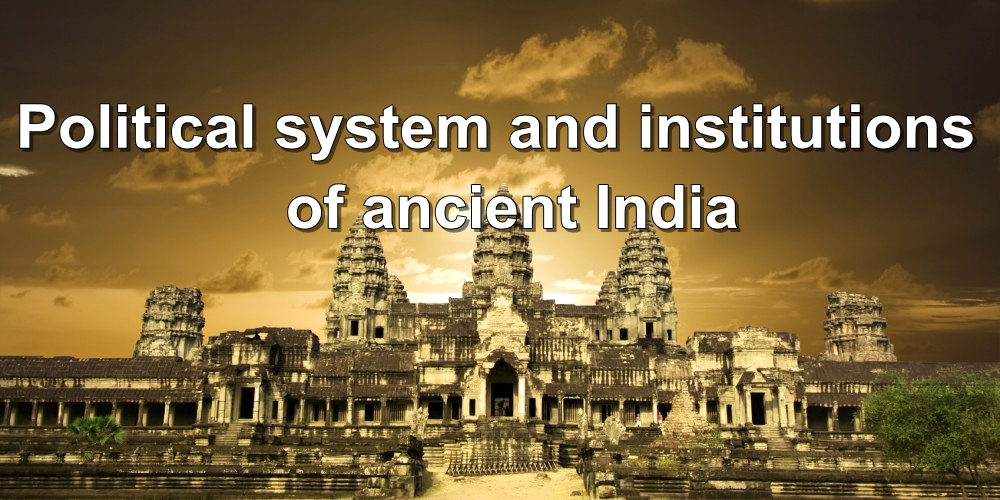 Political system and institutions
of ancient India